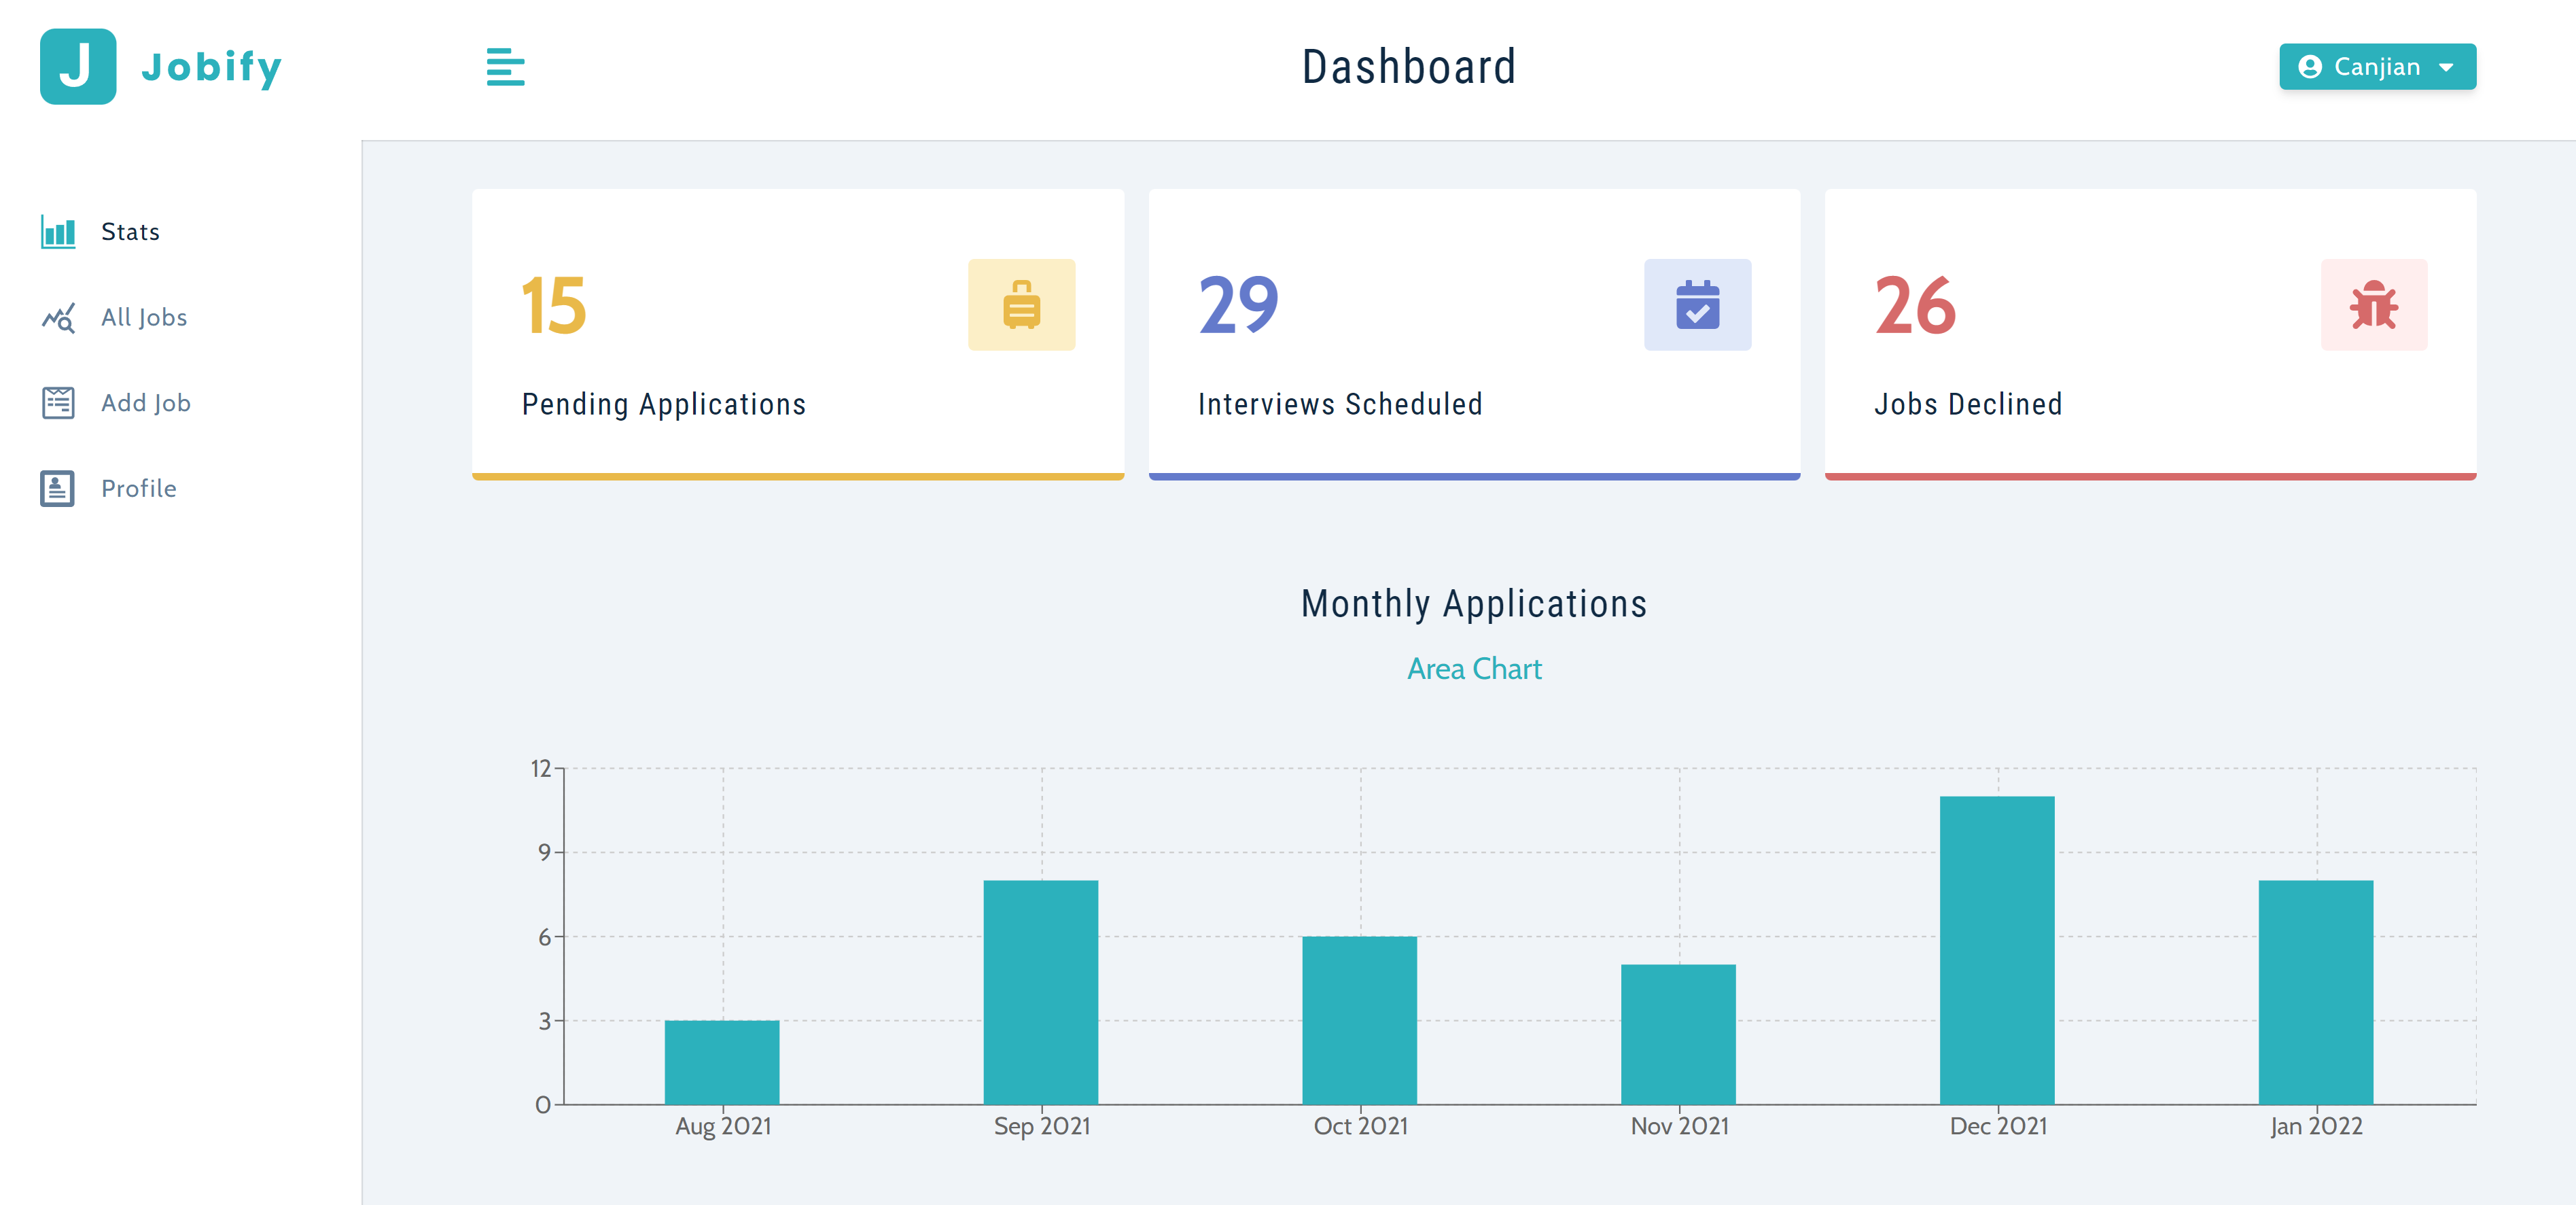 J Jobify
Dashboard
Canjian
Stats
All Jobs
Add Job
Profile
15
Pending Applications
29
Interviews Scheduled
26
Jobs Declined
Monthly Applications
Area Chart
12
9
6
3
0
Aug 2021 Sep 2021 Oct 2021 Nov 2021 Dec 2021 Jan 2022